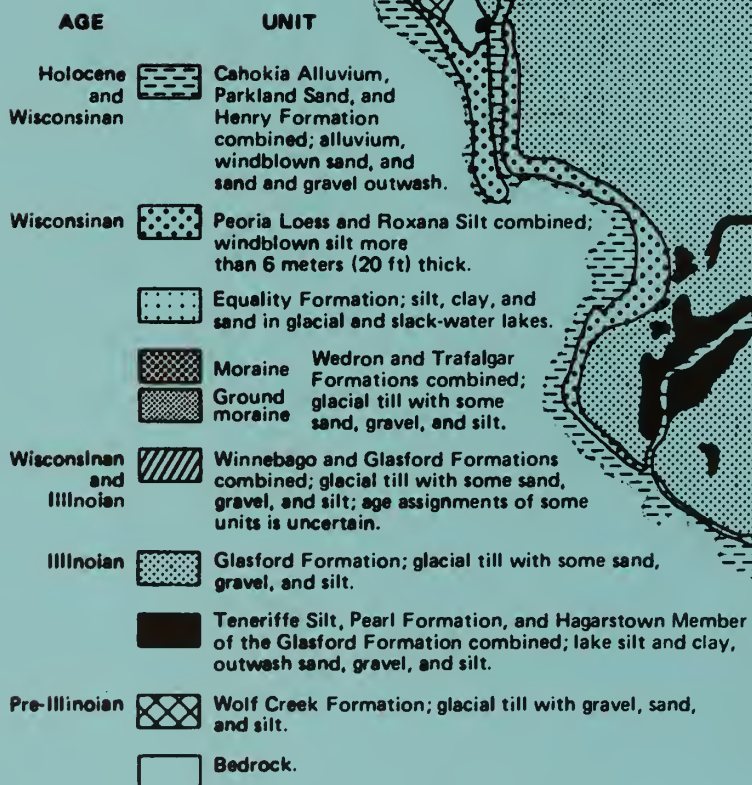 AGE UNIT
Holocene and Wisconsinan
Cahokia Alluvium,
Parkland Sand, and
Henry Formation
combined; alluvium,
windblown sand, and
sand and gravel outwash.
Wisconsinan
Peoria Loess and Roxana Silt combined;
windblown silt more
than 6 meters (20 ft) thick.
Equality Formation; silt, clay, and
sand in glacial and slack-water lakes.
Moraine
Ground
moraine
Wedron and Trafalgar
Formations combined;
glacial till with some
sand, gravel, and silt.
Wisconsinan
and
Illinoian
Winnebago and Glasford Formations
combined; glacial till with some sand,
gravel, and silt; age assignments of some
units is uncertain.
Illinoian
Glasford Formation; glacial till with some sand,
gravel, and silt.
Teneriffe Silt, Pearl Formation, and Hagarstown Member
of the Glasford Formation combined; lake silt and clay,
outwash sand, gravel, and silt.
Pre-Illinoian
Wolf Creek Formation; glacial till with gravel, sand,
and silt.
Bedrock.